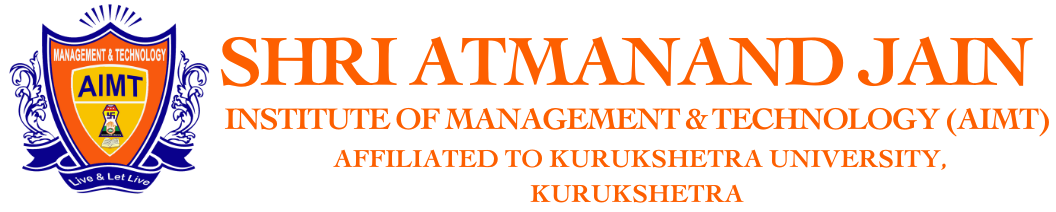 MANAGEMENT & TECHNOLOGY
AIMT
Live & Let Live
SHRI ATMANAND JAIN
INSTITUTE OF MANAGEMENT & TECHNOLOGY (AIMT)
AFFILIATED TO KURUKSHETRA UNIVERSITY,
KURUKSHETRA